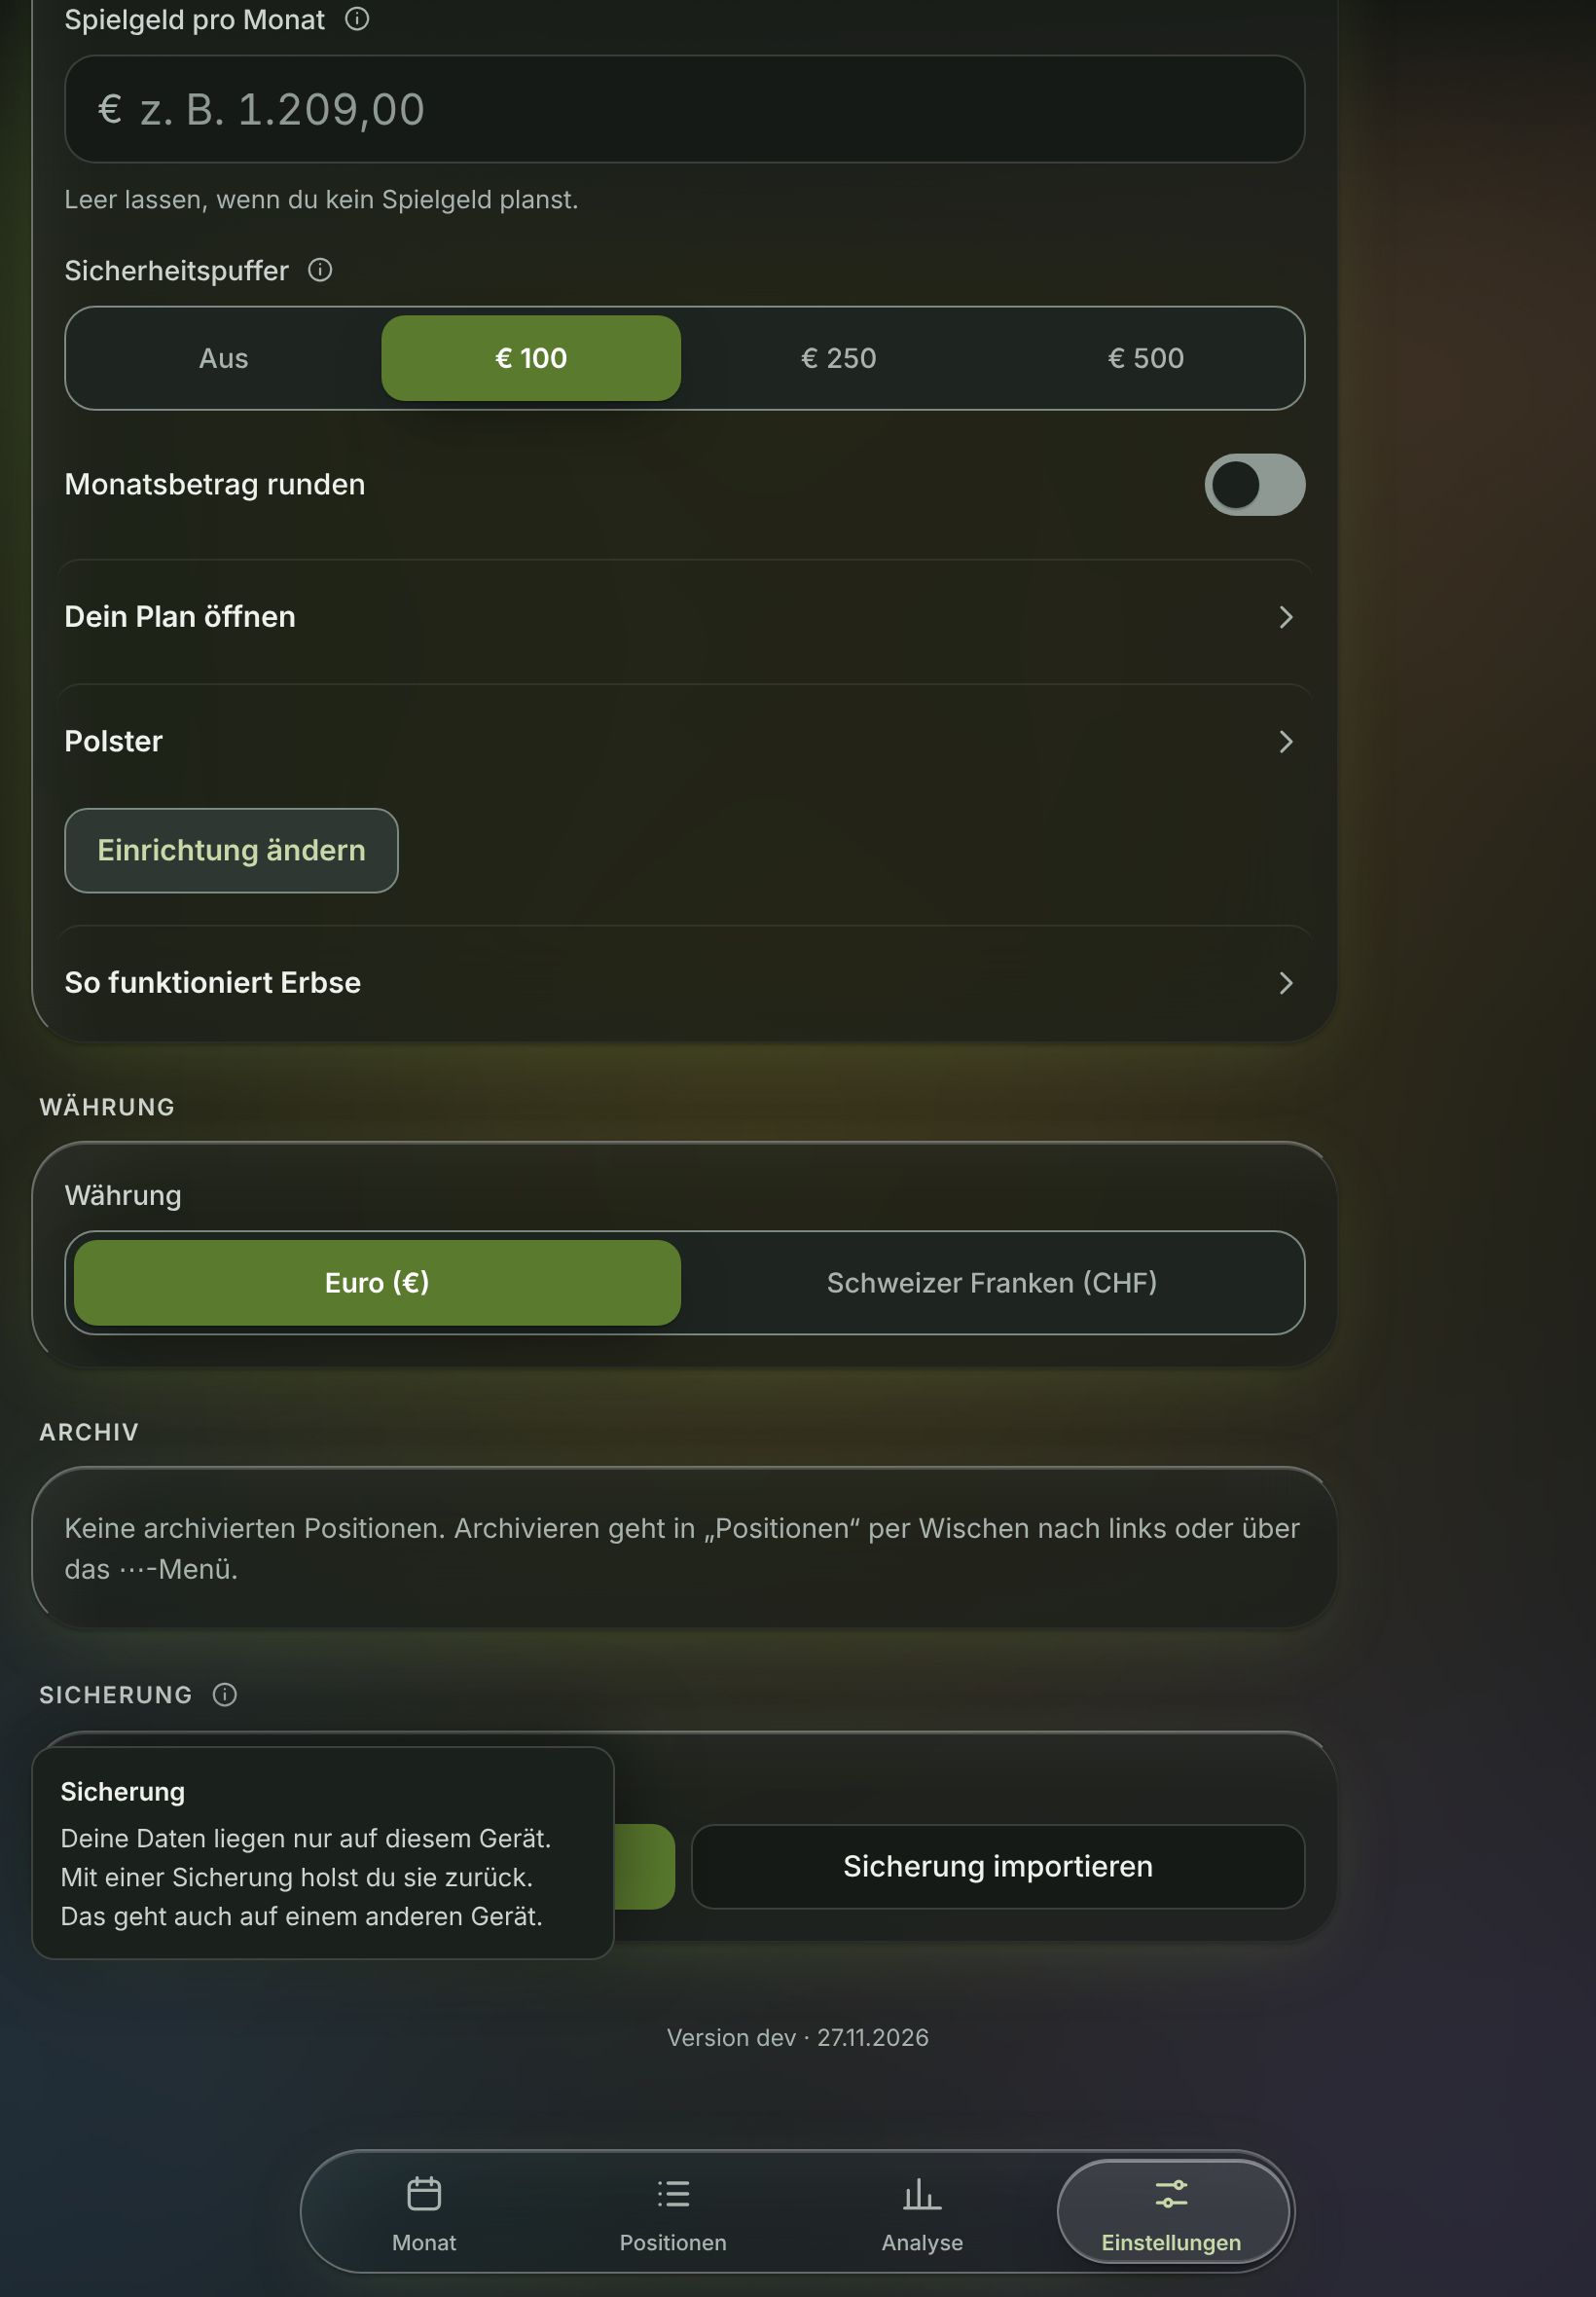 Spielgeld pro Monat
€ z. B. 1.209,00
Leer lassen, wenn du kein Spielgeld planst.
Sicherheitspuffer
Aus € 100 € 250 € 500
Monatsbetrag runden
Dein Plan öffnen
Polster
Einrichtung ändern
So funktioniert Erbse
WÄHRUNG
Währung
Euro (€) Schweizer Franken (CHF)
ARCHIV
Keine archivierten Positionen. Archivieren geht in „Positionen“ per Wischen nach links oder über
das ···-Menü.
SICHERUNG
Sicherung
Deine Daten liegen nur auf diesem Gerät.
Mit einer Sicherung holst du sie zurück.
Das geht auch auf einem anderen Gerät.
Sicherung importieren
Version dev · 27.11.2026
Monat Positionen Analyse Einstellungen